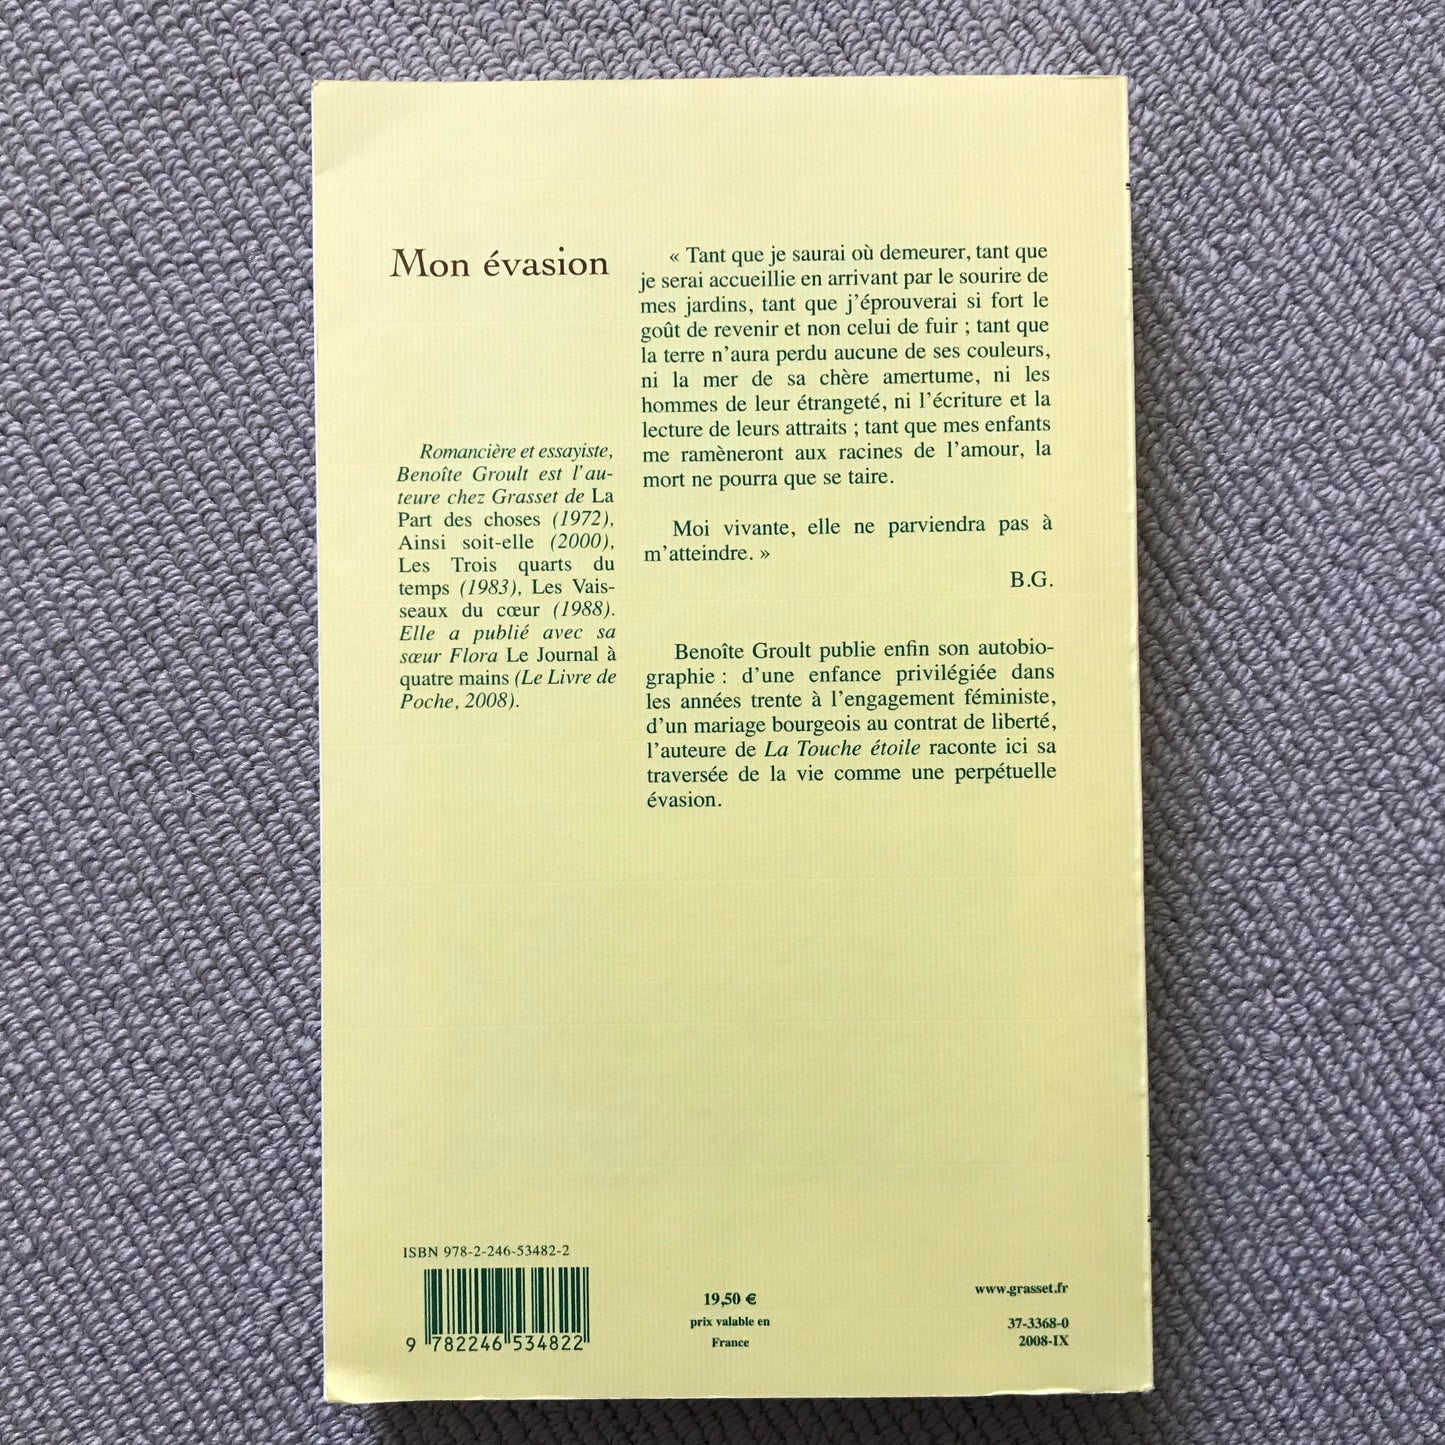 Mon évasion
« Tant que je saurai où demeurer, tant que
je serai accueillie en arrivant par le sourire de
mes jardins, tant que j'éprouverai si fort le
goût de revenir et non celui de fuir ; tant que
la terre n'aura perdu aucune de ses couleurs,
ni la mer de sa chère amertume, ni les
hommes de leur étrangeté, ni l'écriture et la
lecture de leurs attraits ; tant que mes enfants
me ramèneront aux racines de l'amour, la
mort ne pourra que se taire.
Moi vivante, elle ne parviendra pas à
m'atteindre. »
B.G.
Romancière et essayiste,
Benoîte Groult est l'au-
teure chez Grasset de La
Part des choses (1972),
Ainsi soit-elle (2000),
Les Trois quarts du
temps (1983), Les Vais-
seaux du cœur (1988).
Elle a publié avec sa
sœur Flora Le Journal à
quatre mains (Le Livre de
Poche, 2008).
Benoîte Groult publie enfin son autobio-
graphie : d'une enfance privilégiée dans
les années trente à l'engagement féministe,
d'un mariage bourgeois au contrat de liberté,
l'auteure de La Touche étoile raconte ici sa
traversée de la vie comme une perpétuelle
évasion.
ISBN 978-2-246-53482-2
9 782246 534822
19,50 €
prix valable en
France
www.grasset.fr
37-3368-0
2008-IX